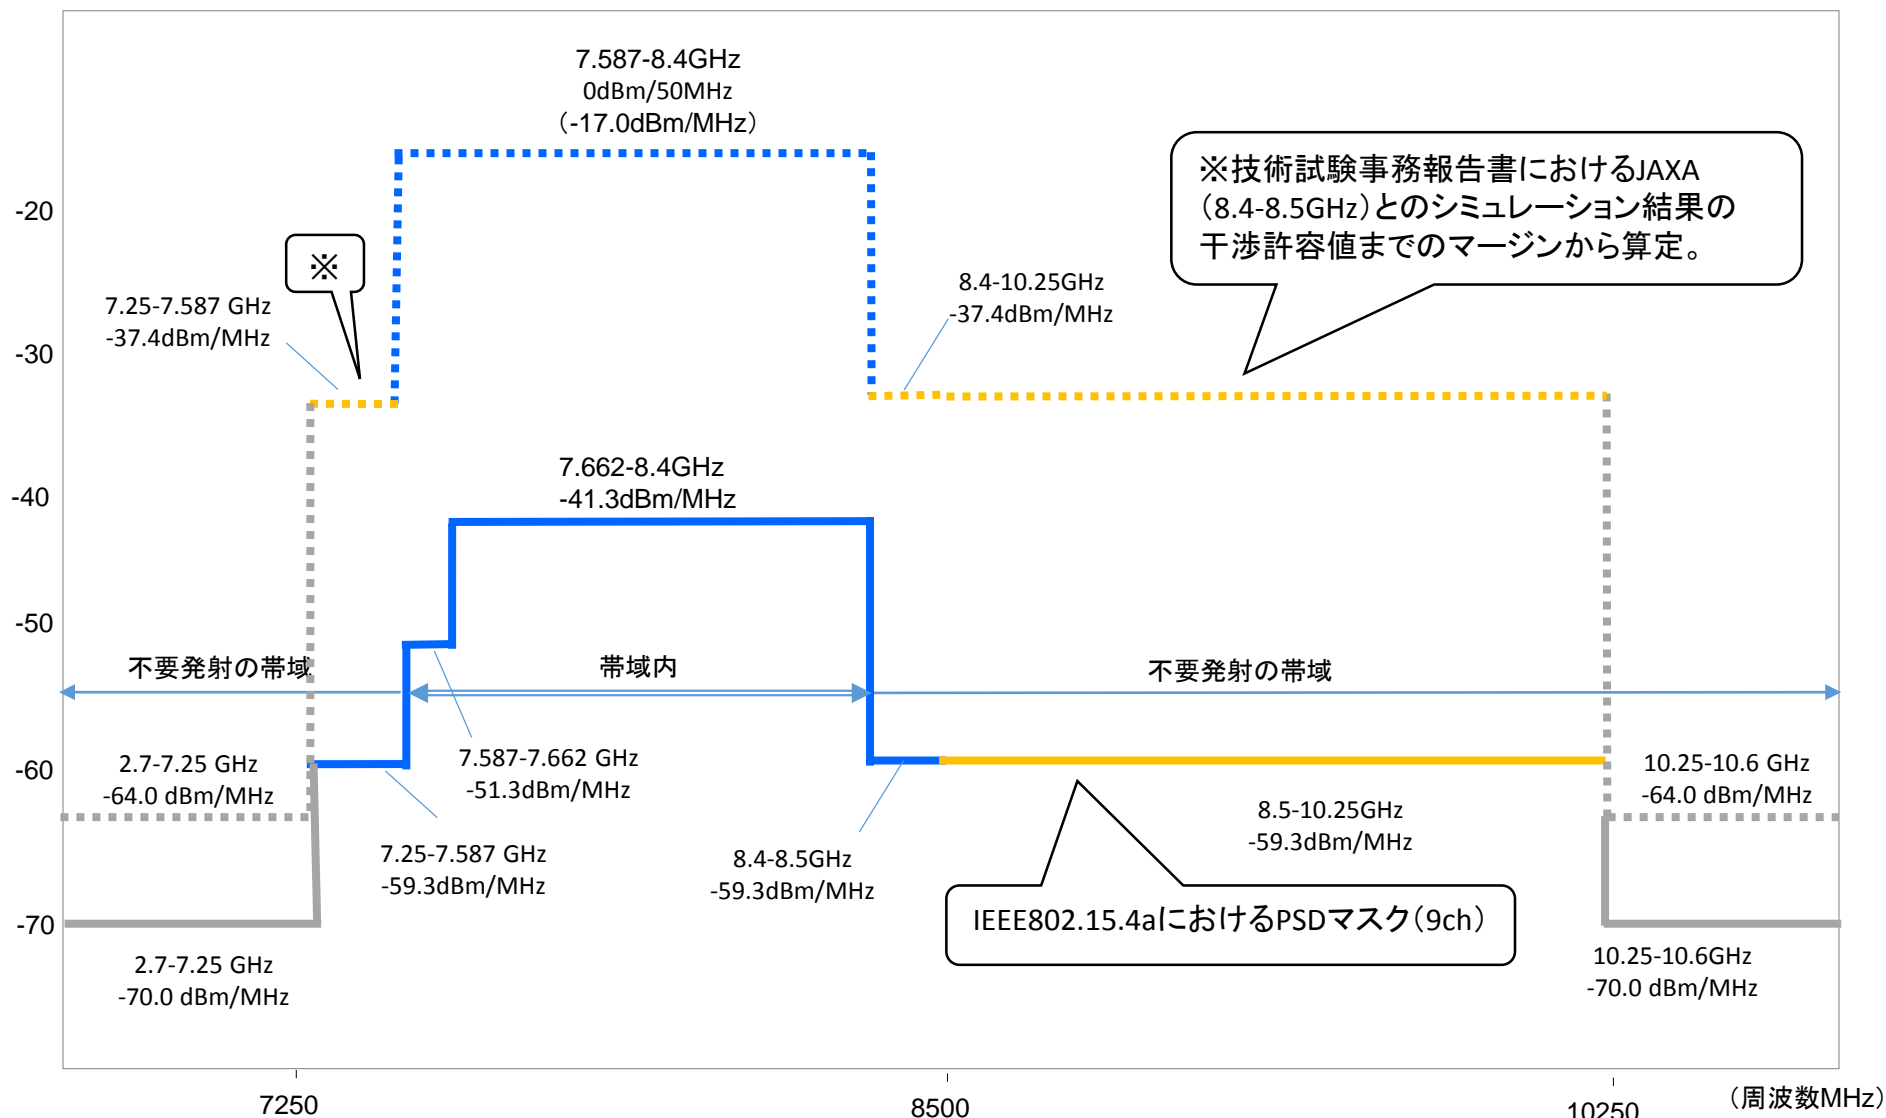 7.587-8.4GHz
0dBm/50MHz
(-17.0dBm/MHz)
※技術試験事務報告書におけるJAXA
(8.4-8.5GHz)とのシミュレーション結果の
干渉許容値までのマージンから算定。
-20
※
7.25-7.587 GHz
-37.4dBm/MHz
8.4-10.25GHz
-37.4dBm/MHz
-30
7.662-8.4GHz
-41.3dBm/MHz
-40
-50
不要発射の帯域
帯域内
不要発射の帯域
2.7-7.25 GHz
-64.0 dBm/MHz
7.587-7.662 GHz
-51.3dBm/MHz
10.25-10.6 GHz
-64.0 dBm/MHz
-60
7.25-7.587 GHz
-59.3dBm/MHz
8.4-8.5GHz
-59.3dBm/MHz
8.5-10.25GHz
-59.3dBm/MHz
IEEE802.15.4aにおけるPSDマスク(9ch)
-70
2.7-7.25 GHz
-70.0 dBm/MHz
10.25-10.6GHz
-70.0 dBm/MHz
7250
8500
10250
(周波数MHz)